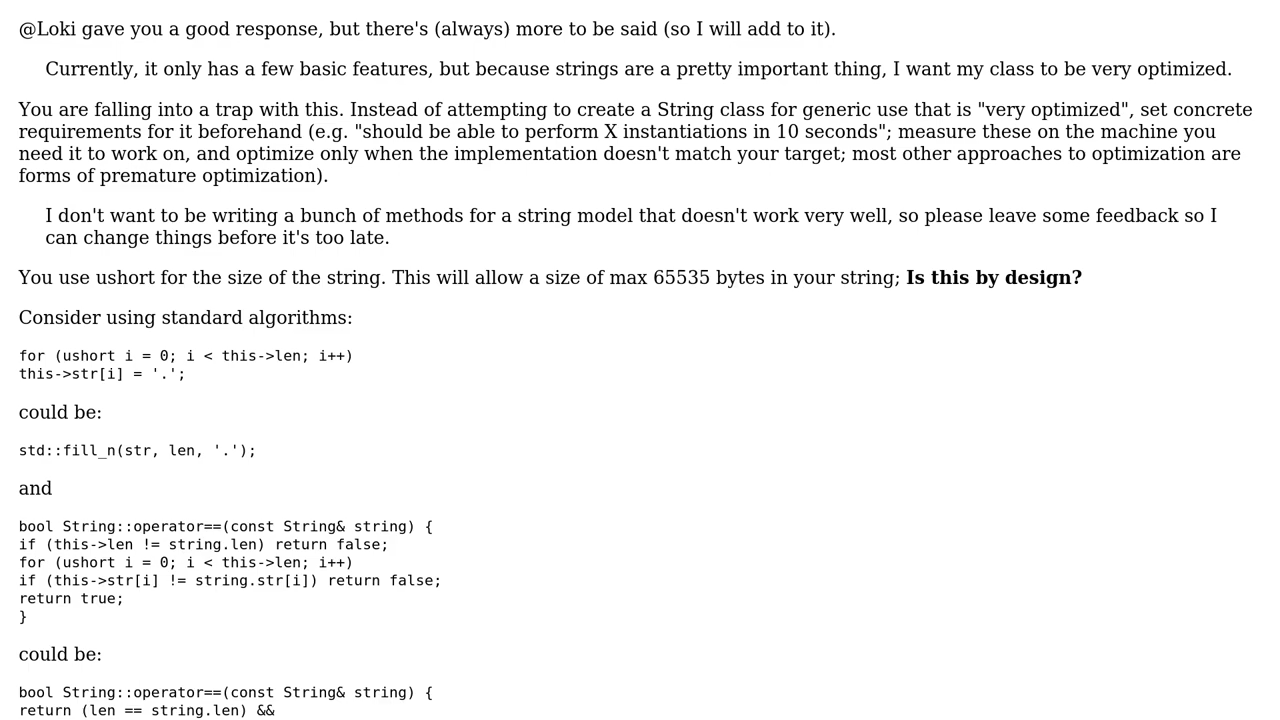 @Loki gave you a good response, but there's (always) more to be said (so I will add to it).
Currently, it only has a few basic features, but because strings are a pretty important thing, I want my class to be very optimized.
You are falling into a trap with this. Instead of attempting to create a String class for generic use that is "very optimized", set concrete
requirements for it beforehand (e.g. "should be able to perform X instantiations in 10 seconds"; measure these on the machine you
need it to work on, and optimize only when the implementation doesn't match your target; most other approaches to optimization are
forms of premature optimization).
I don't want to be writing a bunch of methods for a string model that doesn't work very well, so please leave some feedback so I
can change things before it's too late.
You use ushort for the size of the string. This will allow a size of max 65535 bytes in your string; Is this by design?
Consider using standard algorithms:
for (ushort i = 0; i < this->len; i++)
this->str[i] = '.';
could be:
std::fill_n(str, len, '.');
and
bool String::operator==(const String& string) {
if (this->len != string.len) return false;
for (ushort i = 0; i < this->len; i++)
if (this->str[i] != string.str[i]) return false;
return true;
}
could be:
bool String::operator==(const String& string) {
return (len == string.len) &&